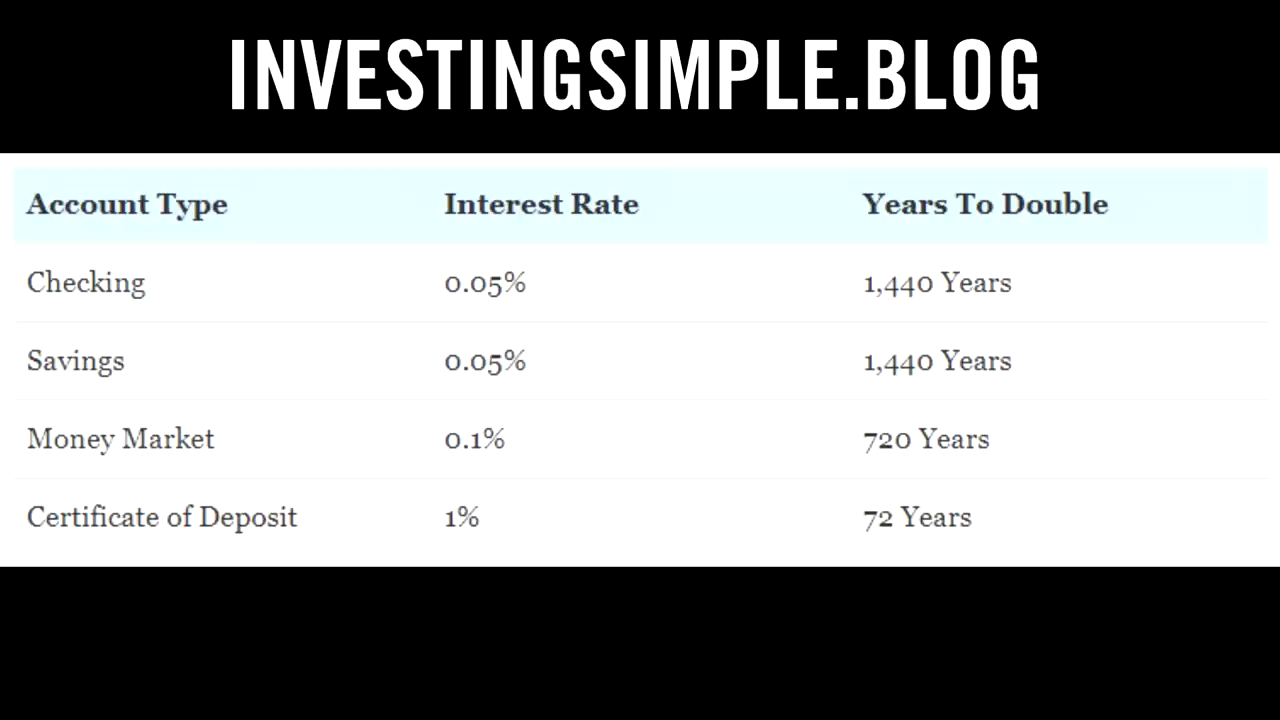 INVESTINGSIMPLE.BLOG
Account Type Interest Rate Years To Double
Checking 0.05% 1,440 Years
Savings 0.05% 1,440 Years
Money Market 0.1% 720 Years
Certificate of Deposit 1% 72 Years